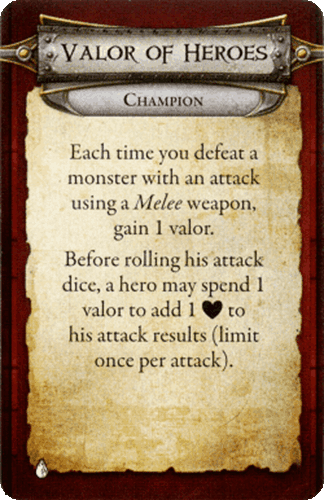 Valor of Heroes
Champion
Each time you defeat a
monster with an attack
using a Melee weapon,
gain 1 valor.
Before rolling his attack
dice, a hero may spend 1
valor to add 1 ♥ to
his attack results (limit
once per attack).